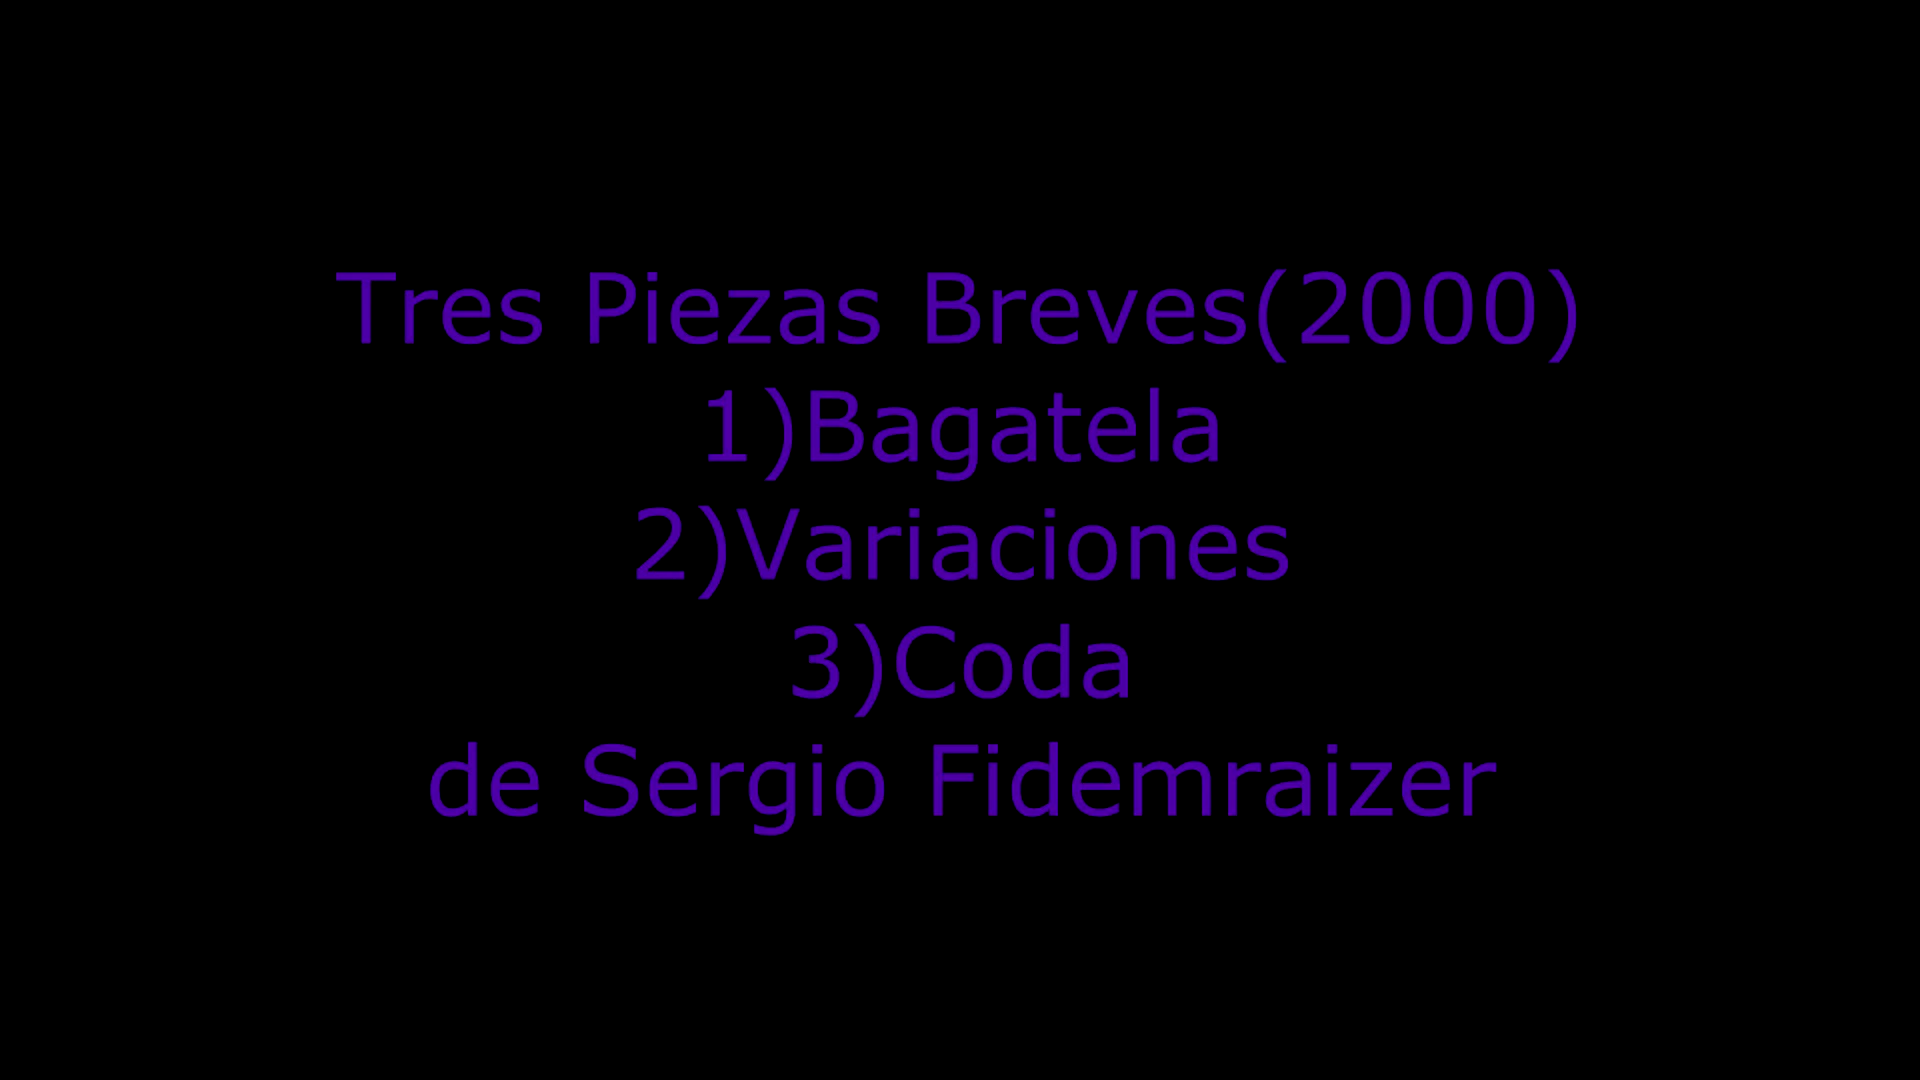 Tres Piezas Breves(2000)
1)Bagatela
2)Variaciones
3)Coda
de Sergio Fidemraizer